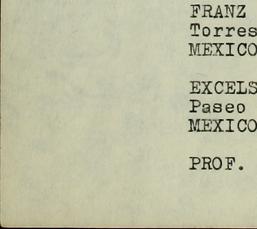 FRANZ
Torres
MEXICO

EXCELS
Paseo
MEXICO

PROF.